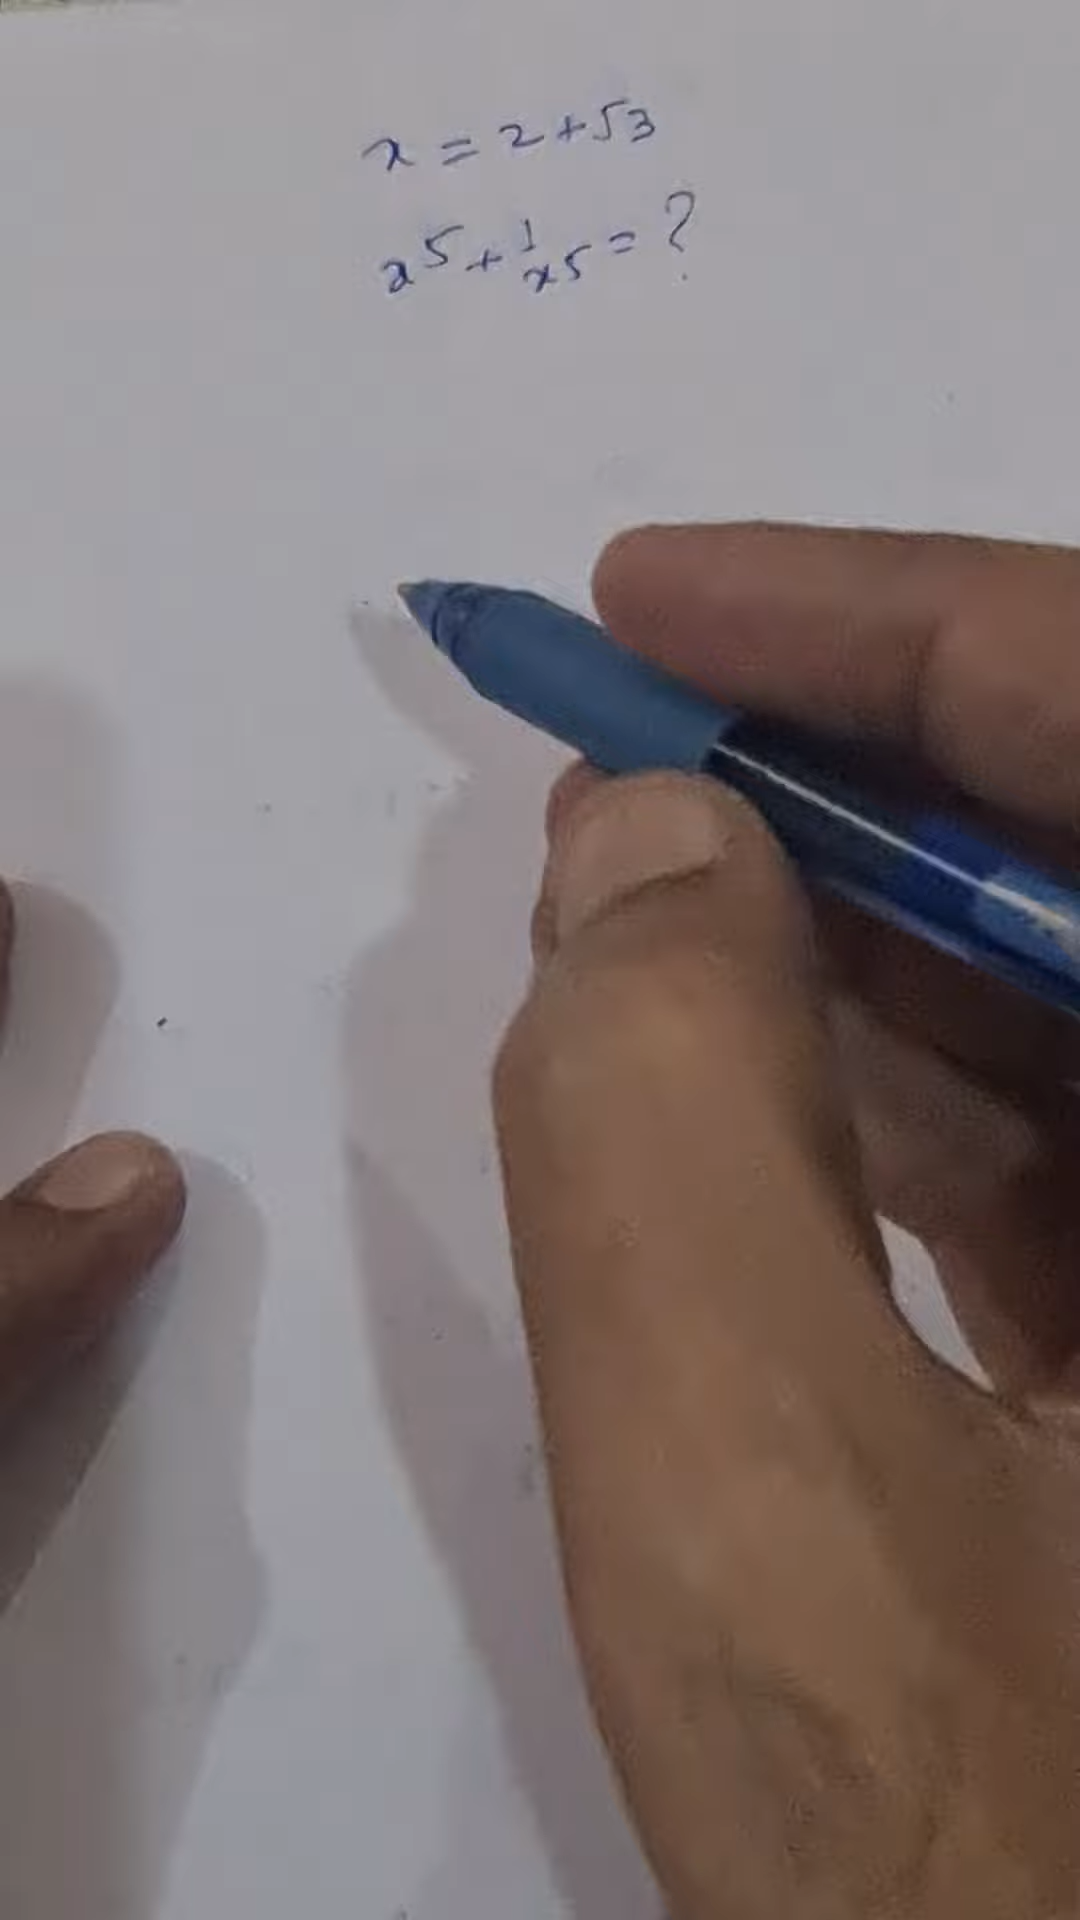 x = 2 + √3
x⁵ + 1/x⁵ = ?